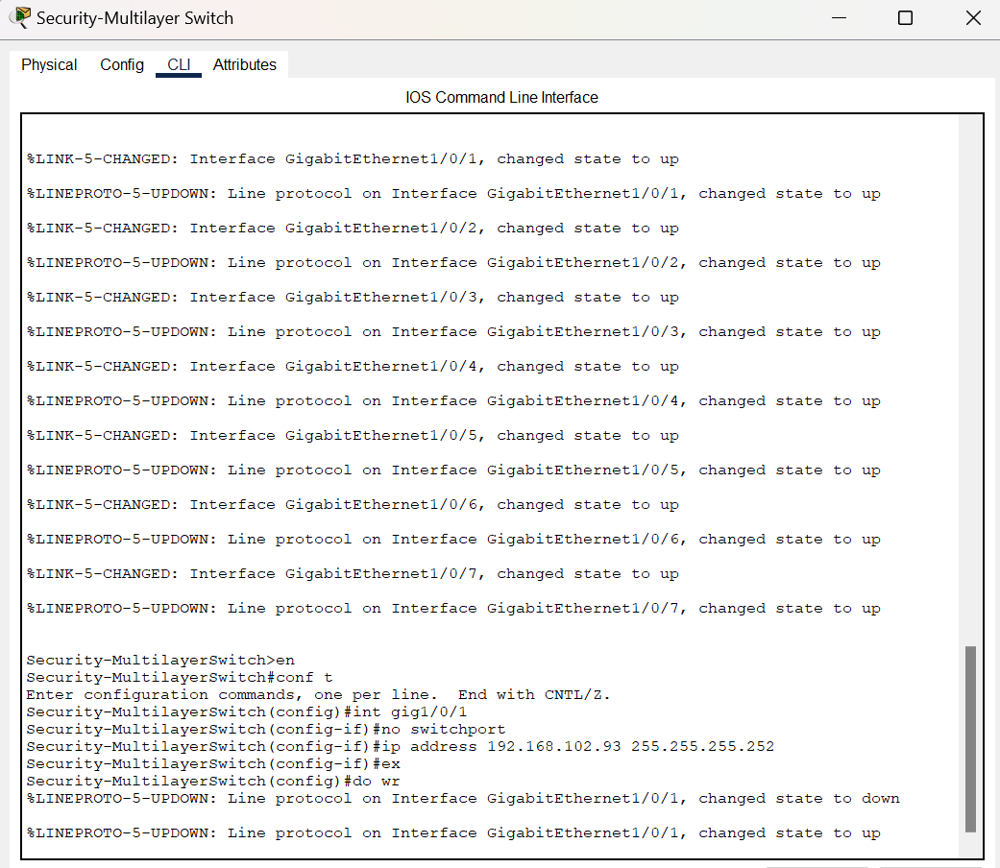 Security-Multilayer Switch
Physical Config CLI Attributes
IOS Command Line Interface
%LINK-5-CHANGED: Interface GigabitEthernet1/0/1, changed state to up
%LINEPROTO-5-UPDOWN: Line protocol on Interface GigabitEthernet1/0/1, changed state to up
%LINK-5-CHANGED: Interface GigabitEthernet1/0/2, changed state to up
%LINEPROTO-5-UPDOWN: Line protocol on Interface GigabitEthernet1/0/2, changed state to up
%LINK-5-CHANGED: Interface GigabitEthernet1/0/3, changed state to up
%LINEPROTO-5-UPDOWN: Line protocol on Interface GigabitEthernet1/0/3, changed state to up
%LINK-5-CHANGED: Interface GigabitEthernet1/0/4, changed state to up
%LINEPROTO-5-UPDOWN: Line protocol on Interface GigabitEthernet1/0/4, changed state to up
%LINK-5-CHANGED: Interface GigabitEthernet1/0/5, changed state to up
%LINEPROTO-5-UPDOWN: Line protocol on Interface GigabitEthernet1/0/5, changed state to up
%LINK-5-CHANGED: Interface GigabitEthernet1/0/6, changed state to up
%LINEPROTO-5-UPDOWN: Line protocol on Interface GigabitEthernet1/0/6, changed state to up
%LINK-5-CHANGED: Interface GigabitEthernet1/0/7, changed state to up
%LINEPROTO-5-UPDOWN: Line protocol on Interface GigabitEthernet1/0/7, changed state to up
Security-MultilayerSwitch>en
Security-MultilayerSwitch#conf t
Enter configuration commands, one per line.  End with CNTL/Z.
Security-MultilayerSwitch(config)#int gig1/0/1
Security-MultilayerSwitch(config-if)#no switchport
Security-MultilayerSwitch(config-if)#ip address 192.168.102.93 255.255.255.252
Security-MultilayerSwitch(config-if)#ex
Security-MultilayerSwitch(config)#do wr
%LINEPROTO-5-UPDOWN: Line protocol on Interface GigabitEthernet1/0/1, changed state to down
%LINEPROTO-5-UPDOWN: Line protocol on Interface GigabitEthernet1/0/1, changed state to up